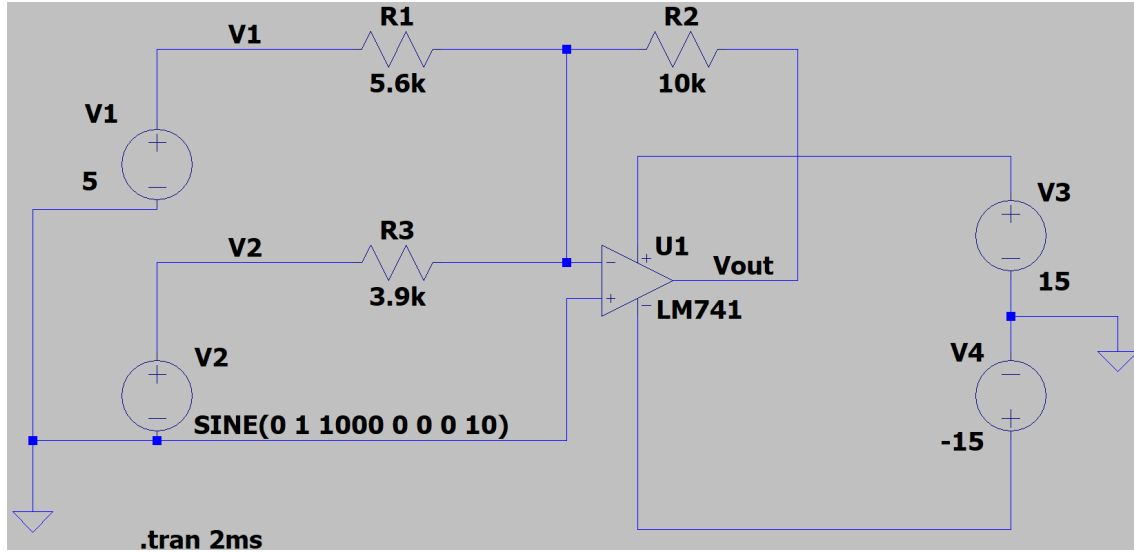 R1
R2
V1
5.6k
10k
V1
5
V3
R3
U1
V2
Vout
15
3.9k
LM741
V4
V2
SINE(0 1 1000 0 0 0 10)
-15
.tran 2ms